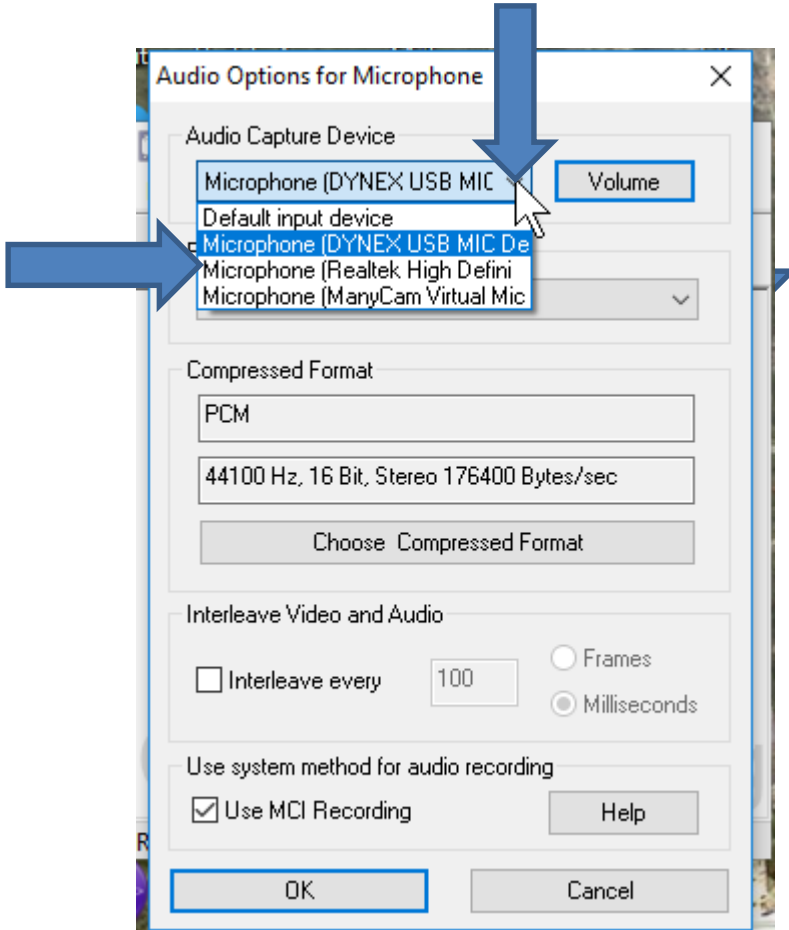 Audio Options for Microphone
Audio Capture Device
Microphone (DYNEX USB MIC
Volume
Default input device
Microphone (DYNEX USB MIC De
Microphone (Realtek High Defini
Microphone (ManyCam Virtual Mic
Compressed Format
PCM
44100 Hz, 16 Bit, Stereo 176400 Bytes/sec
Choose Compressed Format
Interleave Video and Audio
Interleave every
100
Frames
Milliseconds
Use system method for audio recording
Use MCI Recording
Help
OK
Cancel